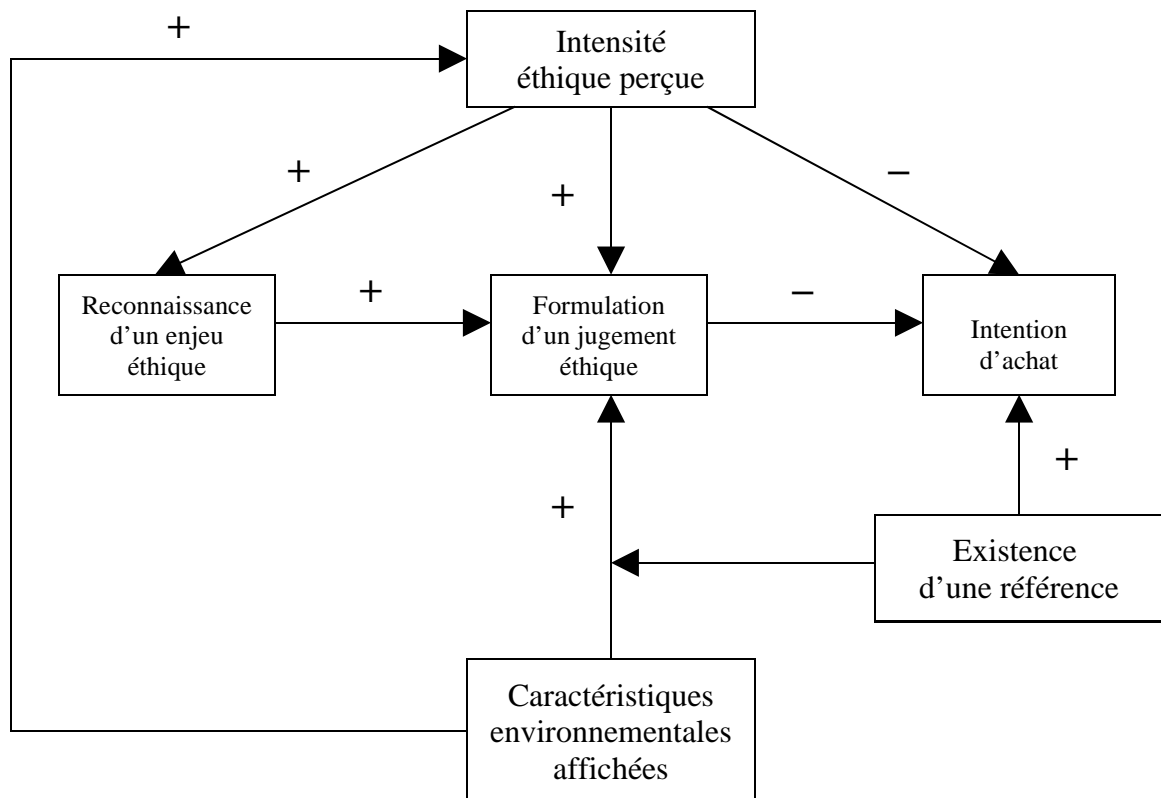 +
Intensité
éthique perçue
+
+
−
Reconnaissance
d’un enjeu
éthique
+
Formulation
d’un jugement
éthique
−
Intention
d’achat
+
+
Existence
d’une référence
Caractéristiques
environnementales
affichées